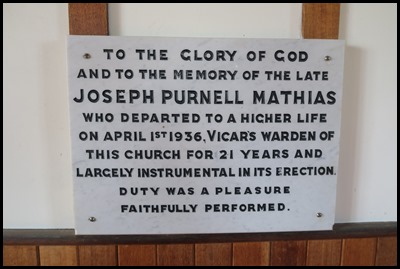 TO THE GLORY OF GOD
AND TO THE MEMORY OF THE LATE
JOSEPH PURNELL MATHIAS
WHO DEPARTED TO A HIGHER LIFE
ON APRIL 1ST 1936, VICAR'S WARDEN OF
THIS CHURCH FOR 21 YEARS AND
LARGELY INSTRUMENTAL IN ITS ERECTION.
DUTY WAS A PLEASURE
FAITHFULLY PERFORMED.